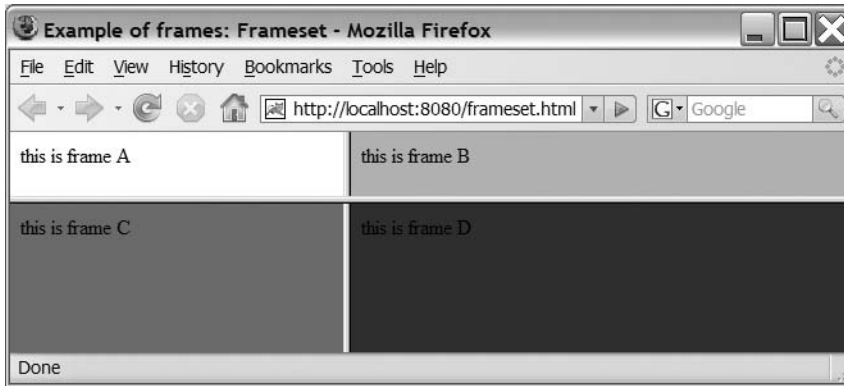 Example of frames: Frameset - Mozilla Firefox
File Edit View History Bookmarks Tools Help
http://localhost:8080/frameset.html G Google
this is frame A
this is frame B
this is frame C
this is frame D
Done